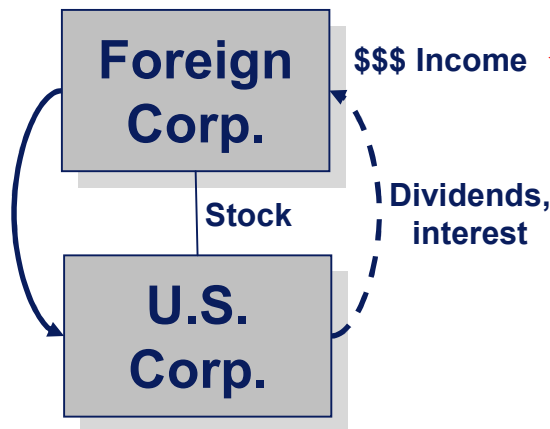 Foreign
Corp.
$$$ Income
Stock
Dividends,
interest
U.S.
Corp.